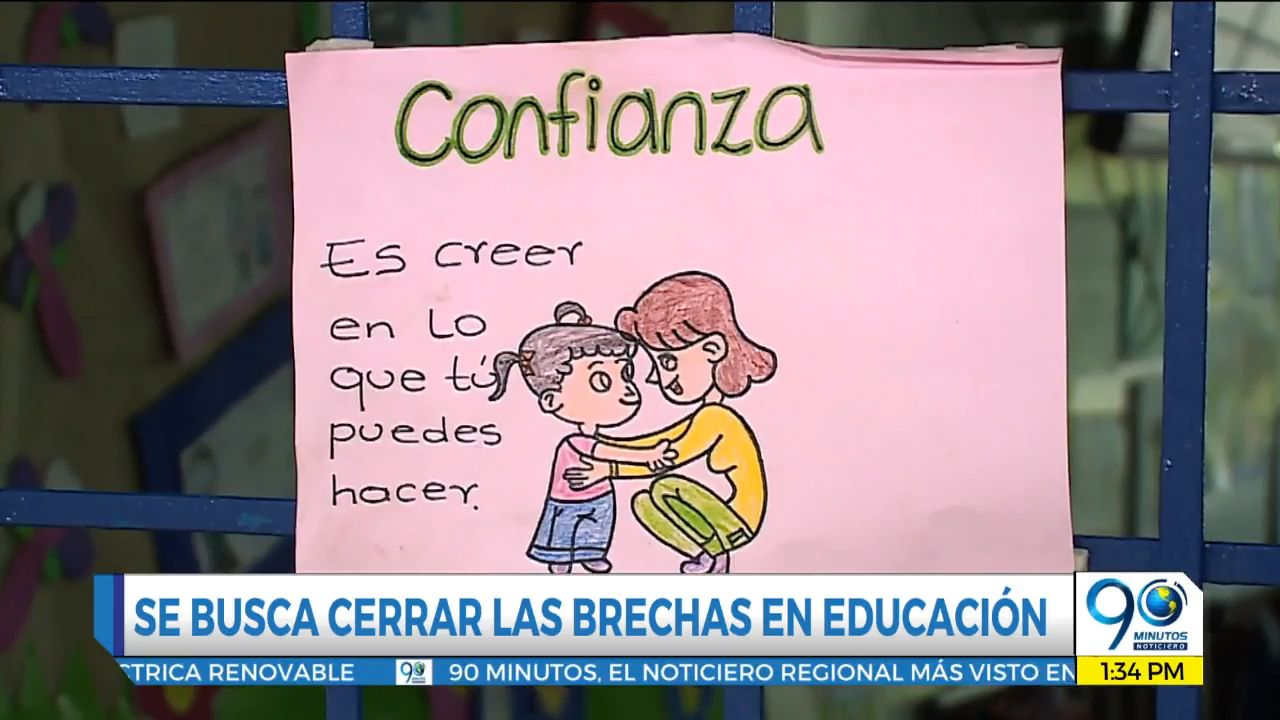 Confianza
Es creer
en lo
que tú
puedes
hacer.
SE BUSCA CERRAR LAS BRECHAS EN EDUCACIÓN
90
MINUTOS
NOTICIERO
CTRICA RENOVABLE 90 90 MINUTOS, EL NOTICIERO REGIONAL MÁS VISTO EN
1:34 PM